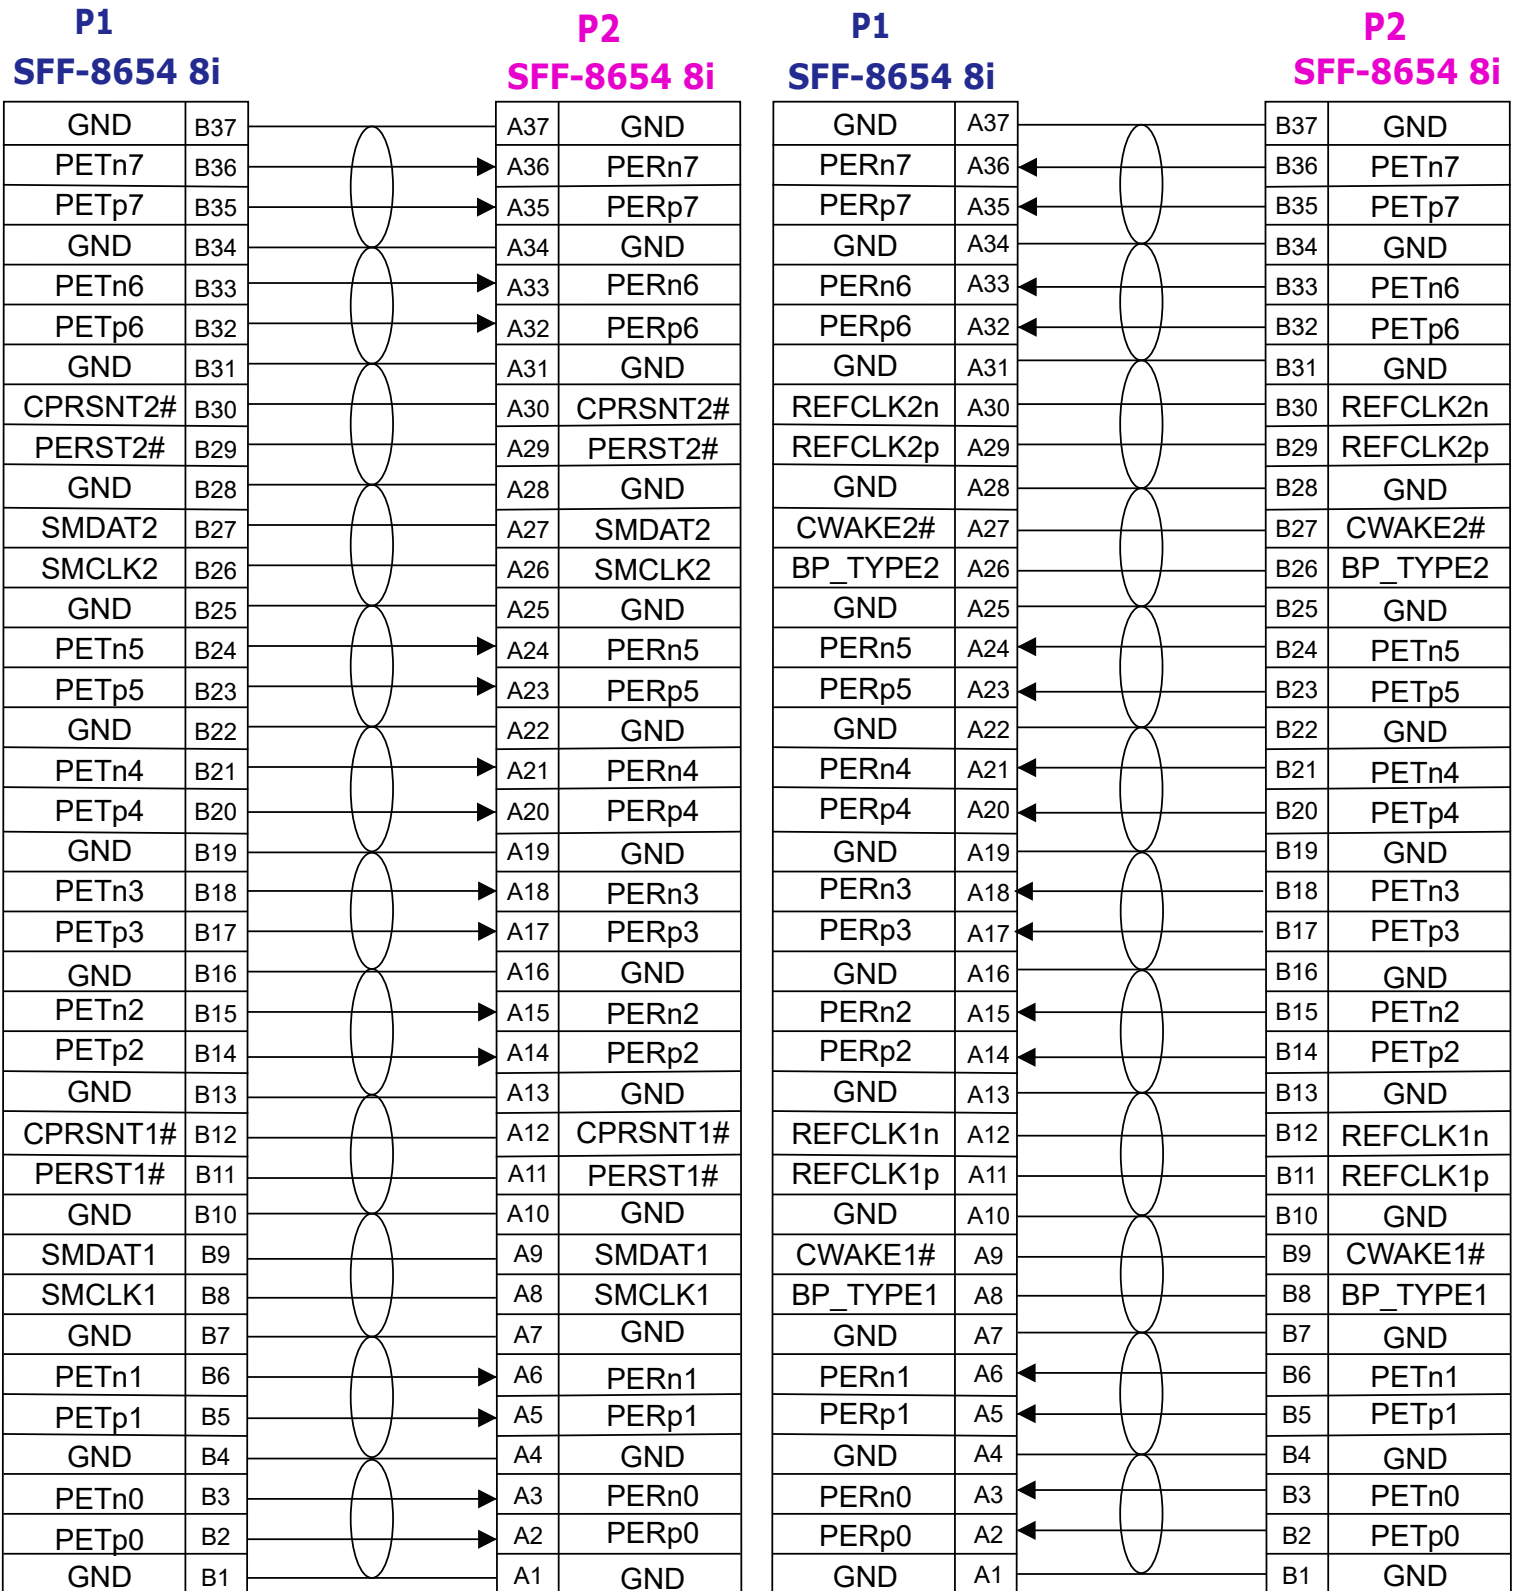 P1 P2 P1 P2
SFF-8654 8i SFF-8654 8i SFF-8654 8i SFF-8654 8i
GND B37 A37 GND GND A37 B37 GND
PETn7 B36 A36 PERn7 PERn7 A36 B36 PETn7
PETp7 B35 A35 PERp7 PERp7 A35 B35 PETp7
GND B34 A34 GND GND A34 B34 GND
PETn6 B33 A33 PERn6 PERn6 A33 B33 PETn6
PETp6 B32 A32 PERp6 PERp6 A32 B32 PETp6
GND B31 A31 GND GND A31 B31 GND
CPRSNT2# B30 A30 CPRSNT2# REFCLK2n A30 B30 REFCLK2n
PERST2# B29 A29 PERST2# REFCLK2p A29 B29 REFCLK2p
GND B28 A28 GND GND A28 B28 GND
SMDAT2 B27 A27 SMDAT2 CWAKE2# A27 B27 CWAKE2#
SMCLK2 B26 A26 SMCLK2 BP_TYPE2 A26 B26 BP_TYPE2
GND B25 A25 GND GND A25 B25 GND
PETn5 B24 A24 PERn5 PERn5 A24 B24 PETn5
PETp5 B23 A23 PERp5 PERp5 A23 B23 PETp5
GND B22 A22 GND GND A22 B22 GND
PETn4 B21 A21 PERn4 PERn4 A21 B21 PETn4
PETp4 B20 A20 PERp4 PERp4 A20 B20 PETp4
GND B19 A19 GND GND A19 B19 GND
PETn3 B18 A18 PERn3 PERn3 A18 B18 PETn3
PETp3 B17 A17 PERp3 PERp3 A17 B17 PETp3
GND B16 A16 GND GND A16 B16 GND
PETn2 B15 A15 PERn2 PERn2 A15 B15 PETn2
PETp2 B14 A14 PERp2 PERp2 A14 B14 PETp2
GND B13 A13 GND GND A13 B13 GND
CPRSNT1# B12 A12 CPRSNT1# REFCLK1n A12 B12 REFCLK1n
PERST1# B11 A11 PERST1# REFCLK1p A11 B11 REFCLK1p
GND B10 A10 GND GND A10 B10 GND
SMDAT1 B9 A9 SMDAT1 CWAKE1# A9 B9 CWAKE1#
SMCLK1 B8 A8 SMCLK1 BP_TYPE1 A8 B8 BP_TYPE1
GND B7 A7 GND GND A7 B7 GND
PETn1 B6 A6 PERn1 PERn1 A6 B6 PETn1
PETp1 B5 A5 PERp1 PERp1 A5 B5 PETp1
GND B4 A4 GND GND A4 B4 GND
PETn0 B3 A3 PERn0 PERn0 A3 B3 PETn0
PETp0 B2 A2 PERp0 PERp0 A2 B2 PETp0
GND B1 A1 GND GND A1 B1 GND